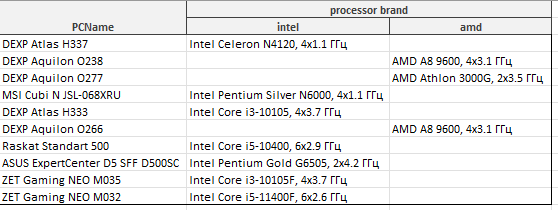 processor brand
PCName intel amd
DEXP Atlas H337 Intel Celeron N4120, 4x1.1 ГГц
DEXP Aquilon O238 AMD A8 9600, 4x3.1 ГГц
DEXP Aquilon O277 AMD Athlon 3000G, 2x3.5 ГГц
MSI Cubi N JSL-068XRU Intel Pentium Silver N6000, 4x1.1 ГГц
DEXP Atlas H333 Intel Core i3-10105, 4x3.7 ГГц
DEXP Aquilon O266 AMD A8 9600, 4x3.1 ГГц
Raskat Standart 500 Intel Core i5-10400, 6x2.9 ГГц
ASUS ExpertCenter D5 SFF D500SC Intel Pentium Gold G6505, 2x4.2 ГГц
ZET Gaming NEO M035 Intel Core i3-10105F, 4x3.7 ГГц
ZET Gaming NEO M032 Intel Core i5-11400F, 6x2.6 ГГц